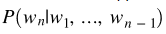 P(wₙ|w₁, ..., wₙ ₋ ₁)